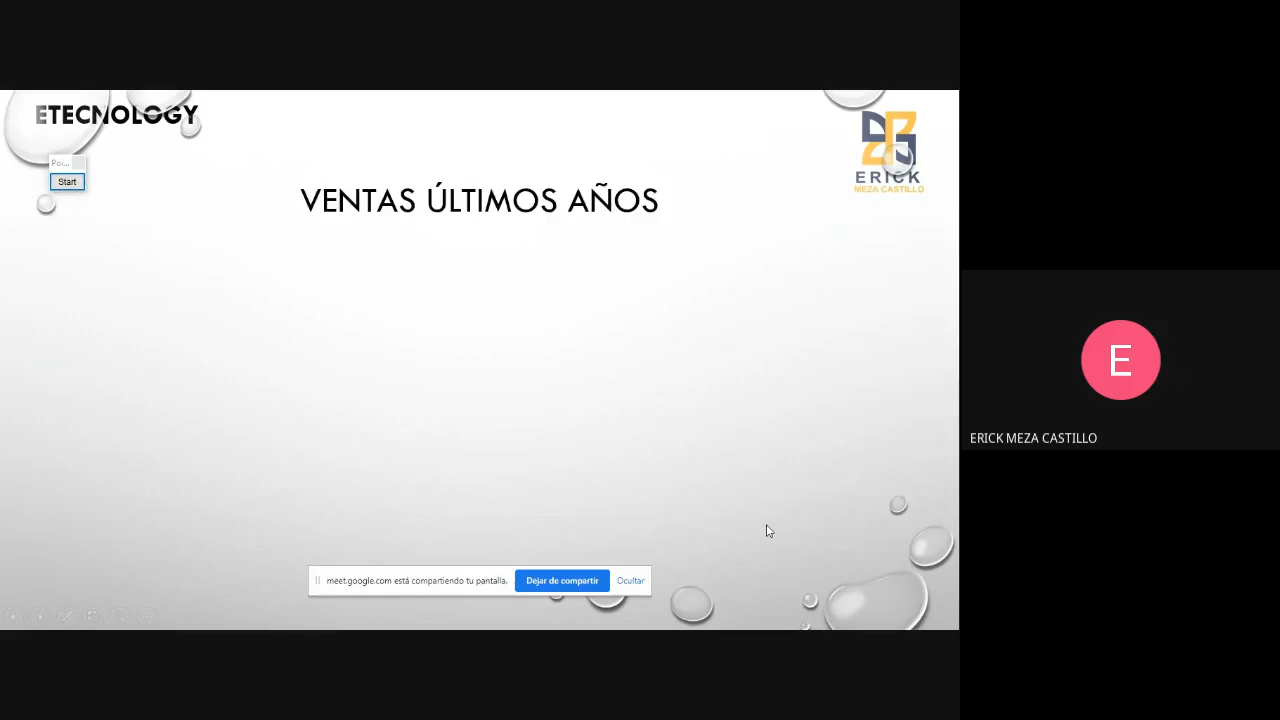 ETECNOLOGY
Poi...
Start
ERICK
MEZA CASTILLO
VENTAS ÚLTIMOS AÑOS
E
ERICK MEZA CASTILLO
meet.google.com está compartiendo tu pantalla.
Dejar de compartir
Ocultar